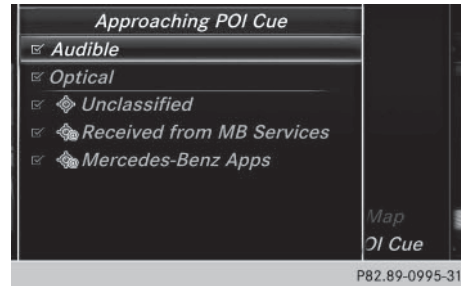 Approaching POI Cue
Audible
Optical
Unclassified
Received from MB Services
Mercedes-Benz Apps
Map
OI Cue
P82.89-0995-31